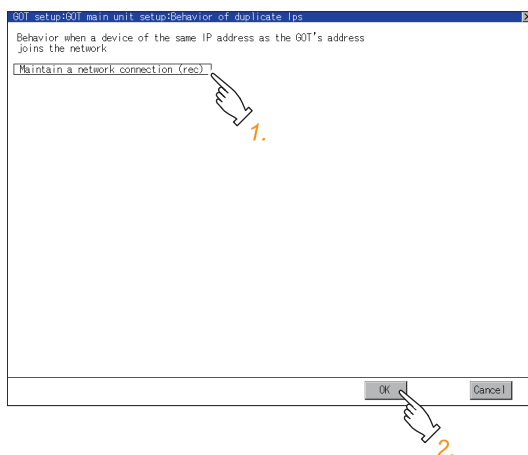 GOT setup:GOT main unit setup:Behavior of duplicate Ips
Behavior when a device of the same IP address as the GOT's address
joins the network
Maintain a network connection (rec)
1.
OK
Cancel
2.